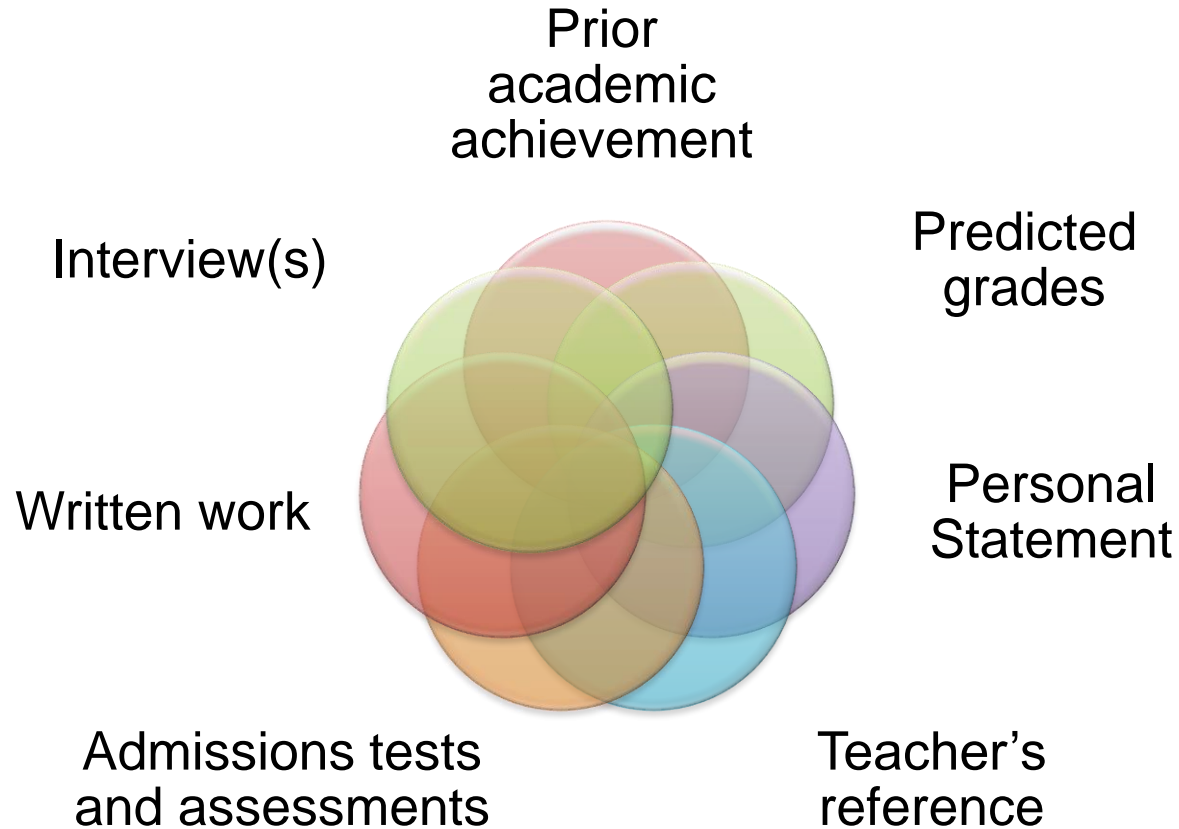 Prior
academic
achievement
Predicted
grades
Personal
Statement
Teacher’s
reference
Admissions tests
and assessments
Written work
Interview(s)